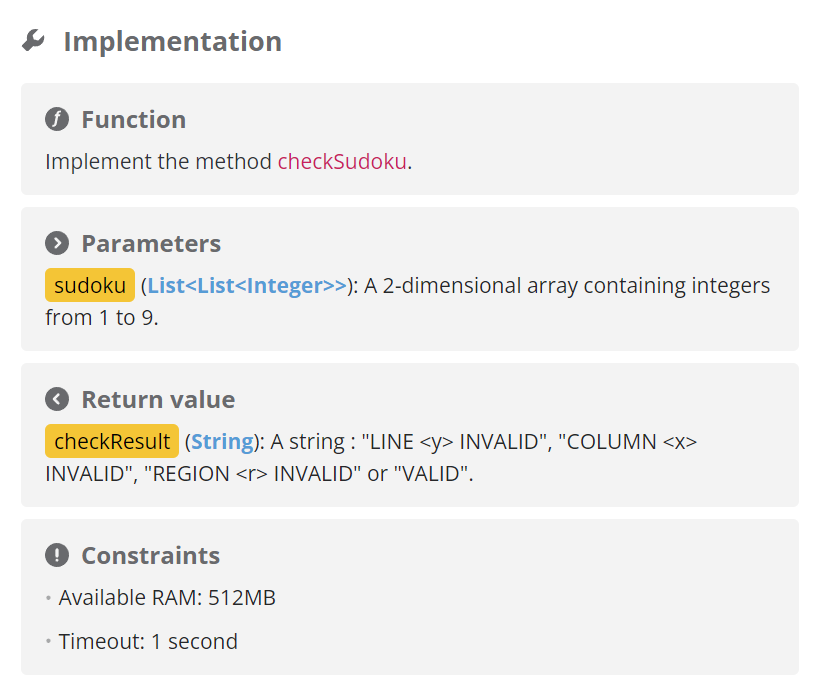 Implementation
Function
Implement the method checkSudoku.
Parameters
sudoku (List<List<Integer>>): A 2-dimensional array containing integers
from 1 to 9.
Return value
checkResult (String): A string : "LINE <y> INVALID", "COLUMN <x>
INVALID", "REGION <r> INVALID" or "VALID".
Constraints
• Available RAM: 512MB
• Timeout: 1 second